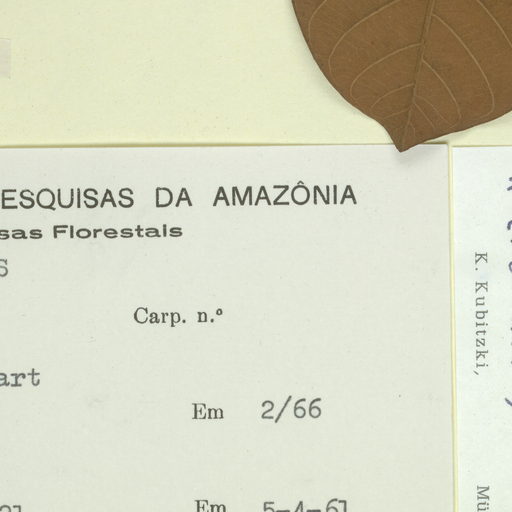 ESQUISAS DA AMAZÔNIA
sas Florestais
S
Carp. n.º
art
Em 2/66
Em 5-4-61
K. Kubitzki,
Mü